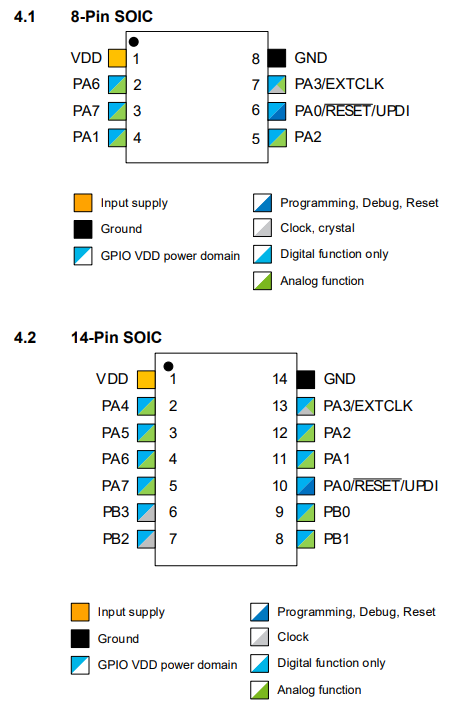 4.1 8-Pin SOIC
VDD 1 8 GND
PA6 2 7 PA3/EXTCLK
PA7 3 6 PA0/RESET/UPDI
PA1 4 5 PA2
Input supply
Ground
GPIO VDD power domain
Programming, Debug, Reset
Clock, crystal
Digital function only
Analog function
4.2 14-Pin SOIC
VDD 1 14 GND
PA4 2 13 PA3/EXTCLK
PA5 3 12 PA2
PA6 4 11 PA1
PA7 5 10 PA0/RESET/UPDI
PB3 6 9 PB0
PB2 7 8 PB1
Input supply
Ground
GPIO VDD power domain
Programming, Debug, Reset
Clock
Digital function only
Analog function